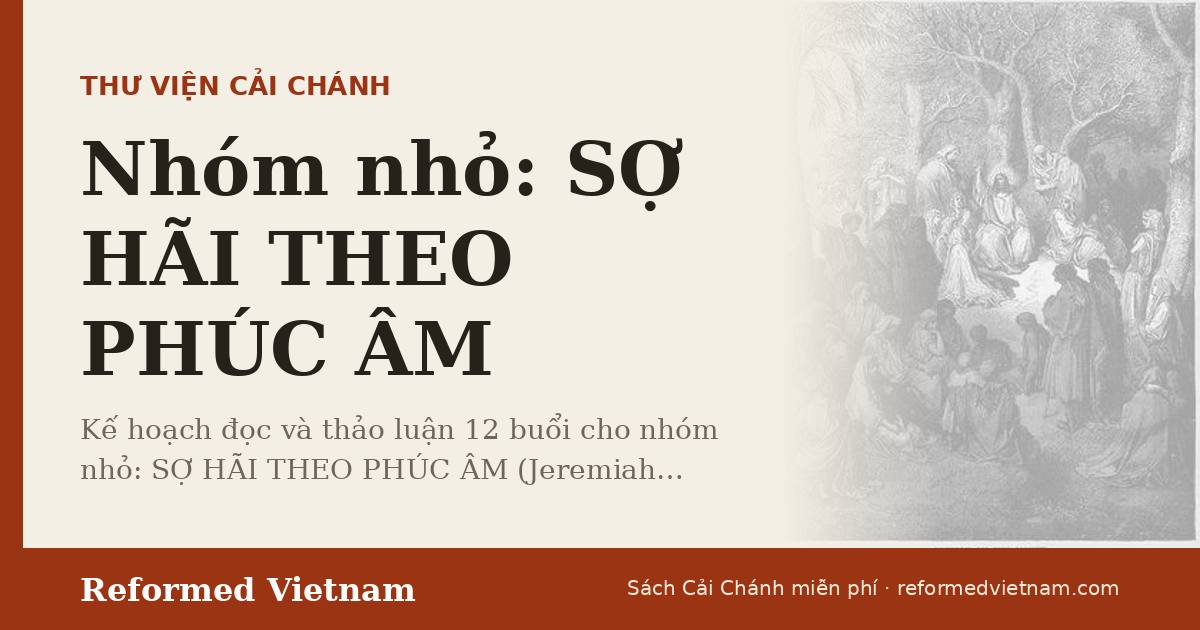 THƯ VIỆN CẢI CHÁNH
Nhóm nhỏ: SỢ
HÃI THEO
PHÚC ÂM
Kế hoạch đọc và thảo luận 12 buổi cho nhóm
nhỏ: SỢ HÃI THEO PHÚC ÂM (Jeremiah…
Reformed Vietnam
Sách Cải Chánh miễn phí · reformedvietnam.com